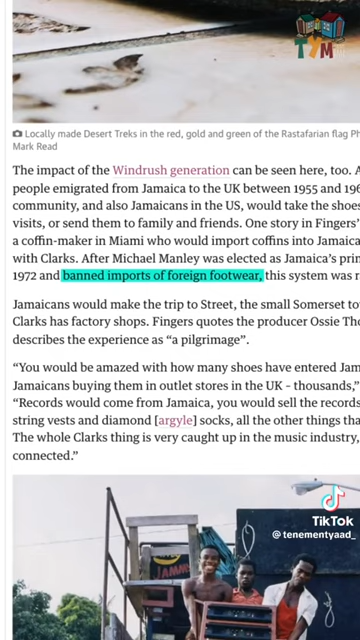 TYM
Locally made Desert Treks in the red, gold and green of the Rastafarian flag Ph
Mark Read
The impact of the Windrush generation can be seen here, too. A
people emigrated from Jamaica to the UK between 1955 and 196
community, and also Jamaicans in the US, would take the shoes
visits, or send them to family and friends. One story in Fingers’
a coffin-maker in Miami who would import coffins into Jamaica
with Clarks. After Michael Manley was elected as Jamaica’s prin
1972 and banned imports of foreign footwear, this system was r
Jamaicans would make the trip to Street, the small Somerset to
Clarks has factory shops. Fingers quotes the producer Ossie Tho
describes the experience as “a pilgrimage”.
“You would be amazed with how many shoes have entered Jam
Jamaicans buying them in outlet stores in the UK – thousands,”
“Records would come from Jamaica, you would sell the records
string vests and diamond [argyle] socks, all the other things tha
The whole Clarks thing is very caught up in the music industry,
connected.”
TikTok
@ tenementyaad_
JAMM